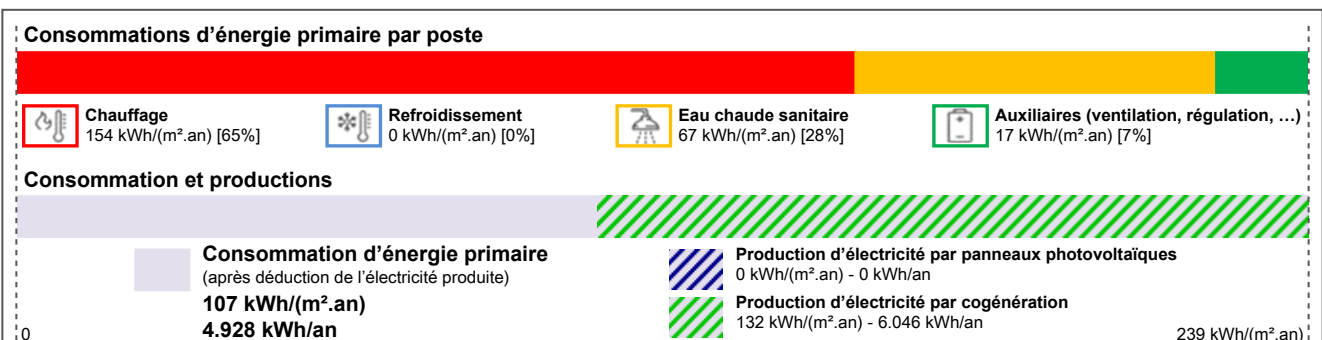 Consommations d’énergie primaire par poste
Chauffage
154 kWh/(m².an) [65%]
Refroidissement
0 kWh/(m².an) [0%]
Eau chaude sanitaire
67 kWh/(m².an) [28%]
Auxiliaires (ventilation, régulation, …)
17 kWh/(m².an) [7%]
Consommation et productions
Consommation d’énergie primaire
(après déduction de l’électricité produite)
107 kWh/(m².an)
4.928 kWh/an
Production d’électricité par panneaux photovoltaïques
0 kWh/(m².an) - 0 kWh/an
Production d’électricité par cogénération
132 kWh/(m².an) - 6.046 kWh/an
0
239 kWh/(m².an)